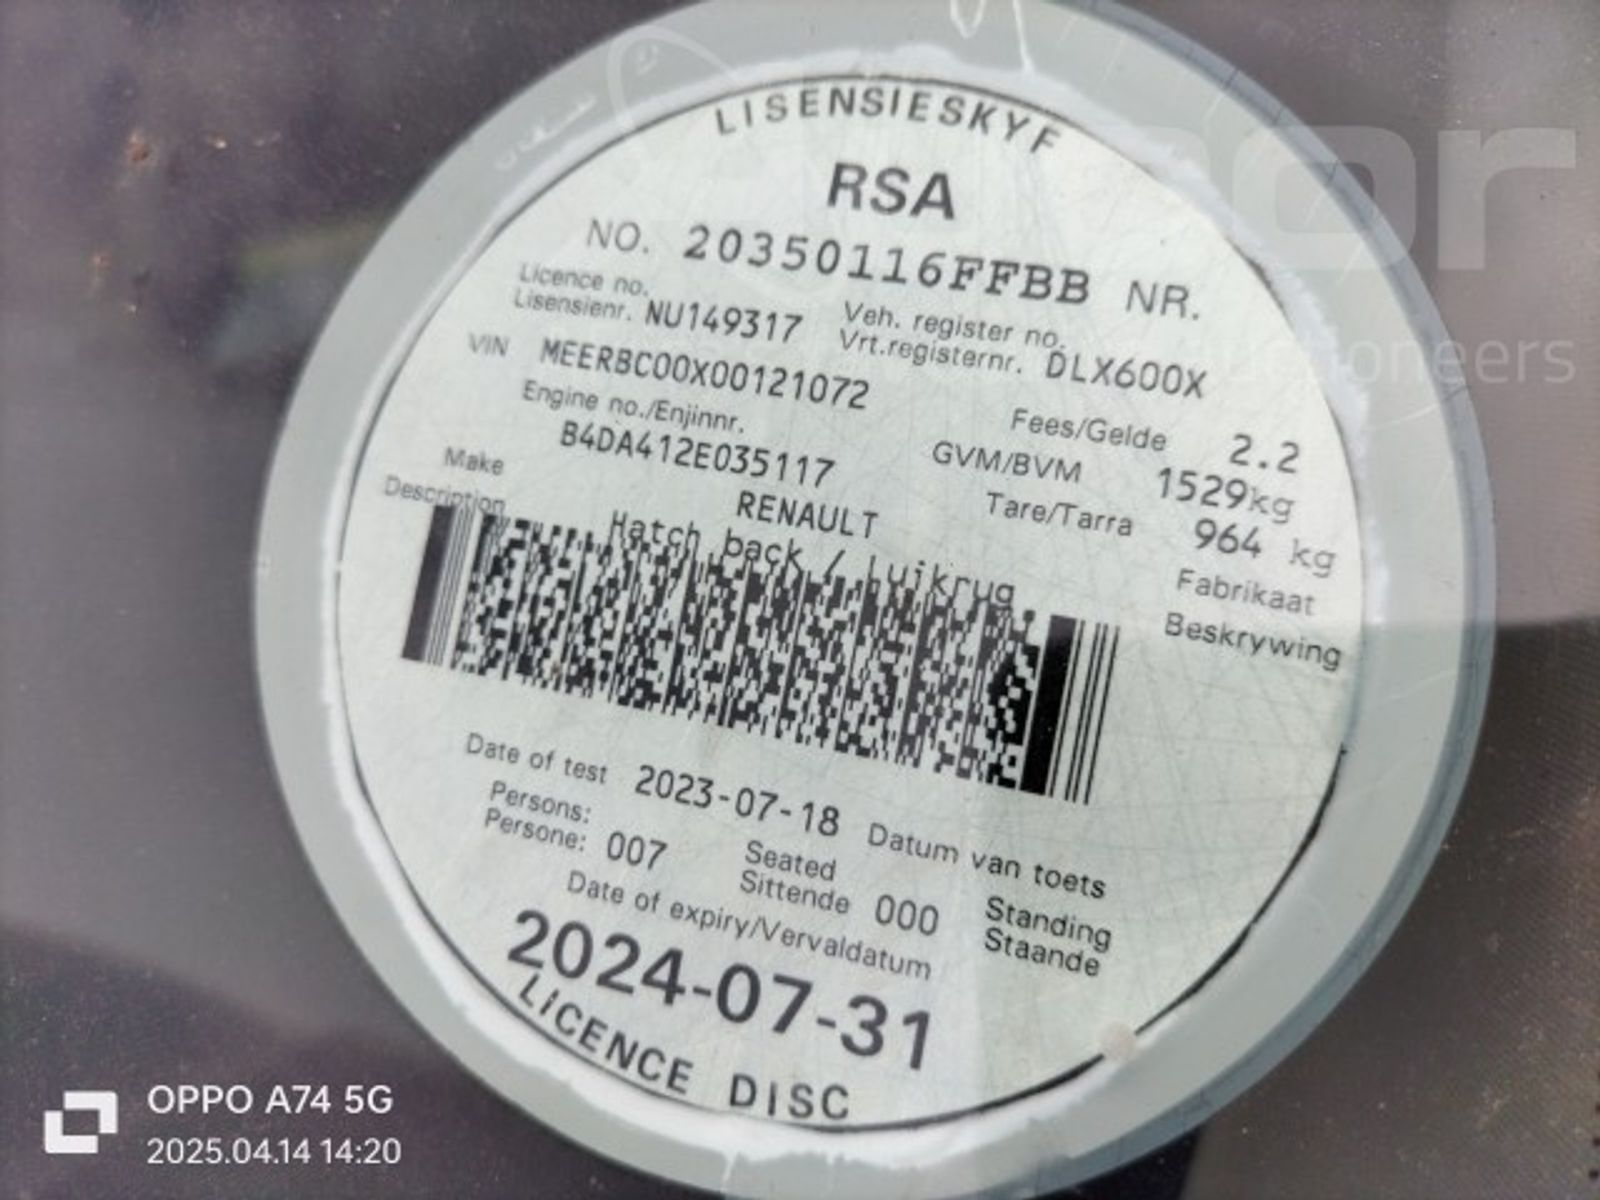 LISENSIESKYF
RSA
NO. 20350116FFBB NR.
Licence no.
Lisensienr. NU149317
Veh. register no.
Vrt.registernr. DLX600X
VIN MEERBC00X00121072
Engine no./Enjinnr.
B4DA412E035117
Fees/Gelde 2.2
GVM/BVM 1529kg
Tare/Tarra 964 kg
Make RENAULT Fabrikaat
Description Hatch back / Luikrug Beskrywing
Date of test 2023-07-18 Datum van toets
Persons:
Persone: 007
Seated
Sittende 000
Standing
Staande
Date of expiry/Vervaldatum
2024-07-31
LICENCE DISC
OPPO A74 5G
2025.04.14 14:20